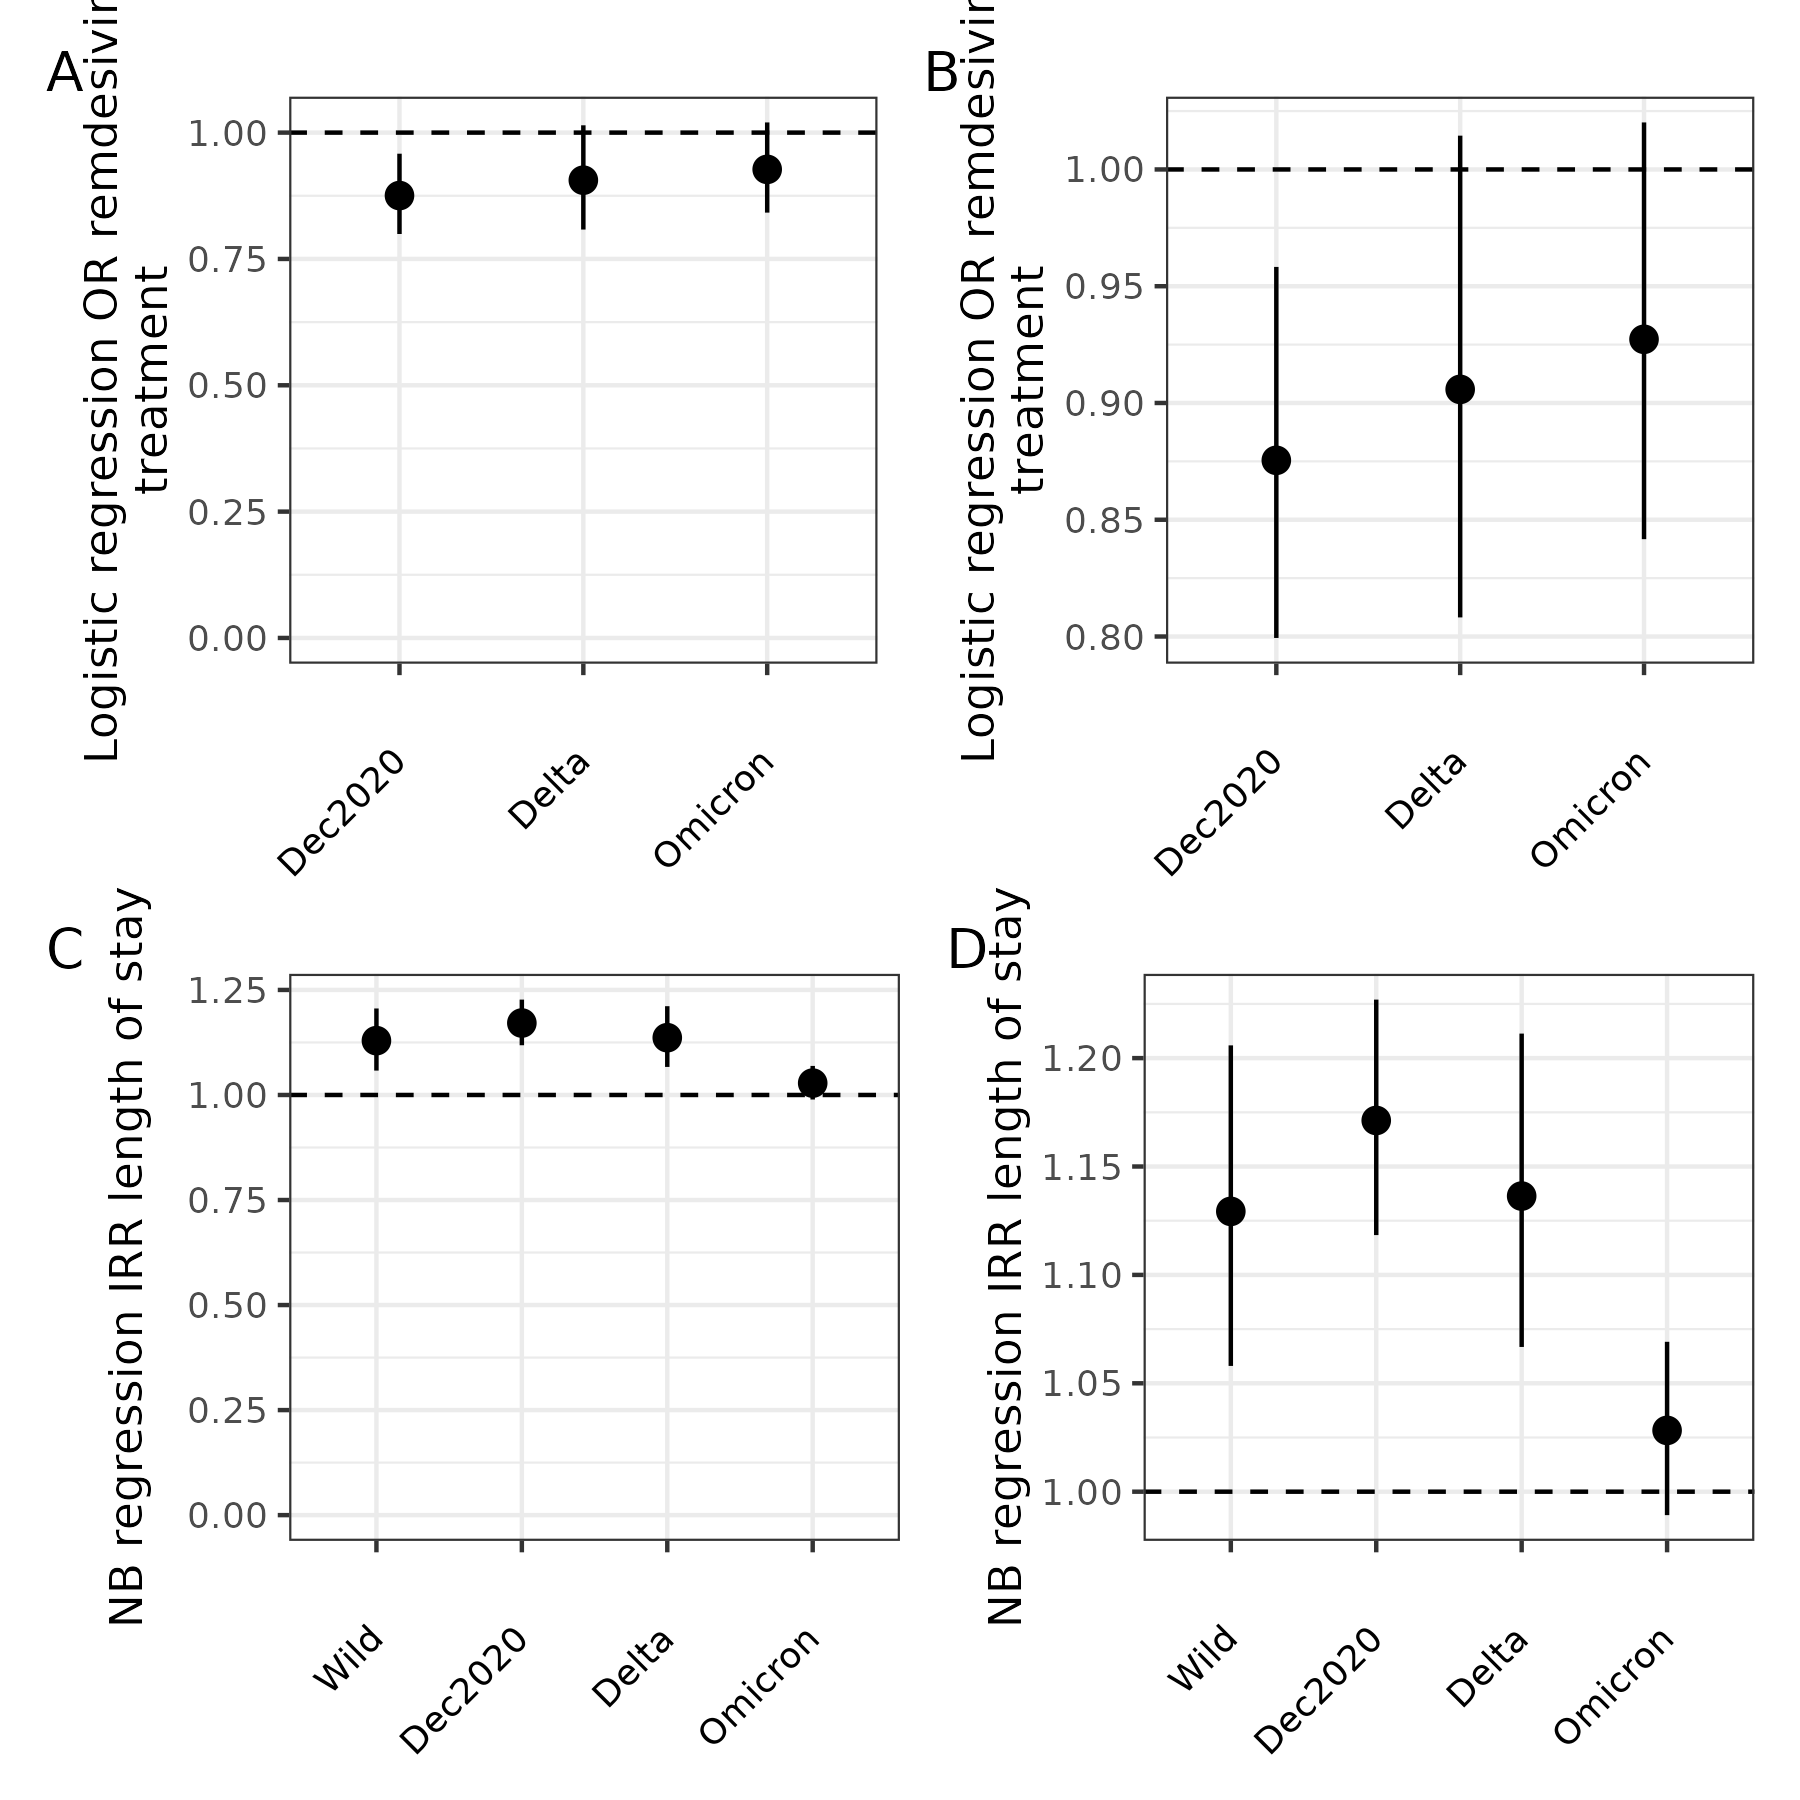 A
Logistic regression OR remdesivir
treatment
1.00
0.75
0.50
0.25
0.00
Dec2020
Delta
Omicron
B
Logistic regression OR remdesivir
treatment
1.00
0.95
0.90
0.85
0.80
Dec2020
Delta
Omicron
C
NB regression IRR length of stay
1.25
1.00
0.75
0.50
0.25
0.00
Wild
Dec2020
Delta
Omicron
D
NB regression IRR length of stay
1.20
1.15
1.10
1.05
1.00
Wild
Dec2020
Delta
Omicron